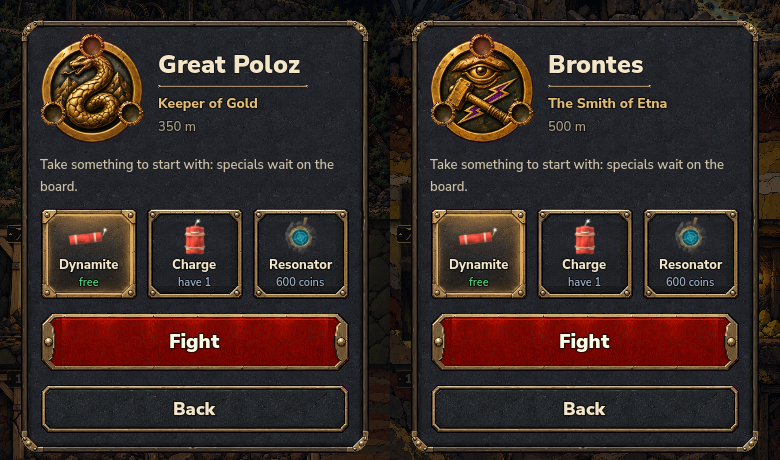 Great Poloz
Keeper of Gold
350 m
Take something to start with: specials wait on the
board.
Dynamite
free
Charge
have 1
Resonator
600 coins
Fight
Back
Brontes
The Smith of Etna
500 m
Take something to start with: specials wait on the
board.
Dynamite
free
Charge
have 1
Resonator
600 coins
Fight
Back